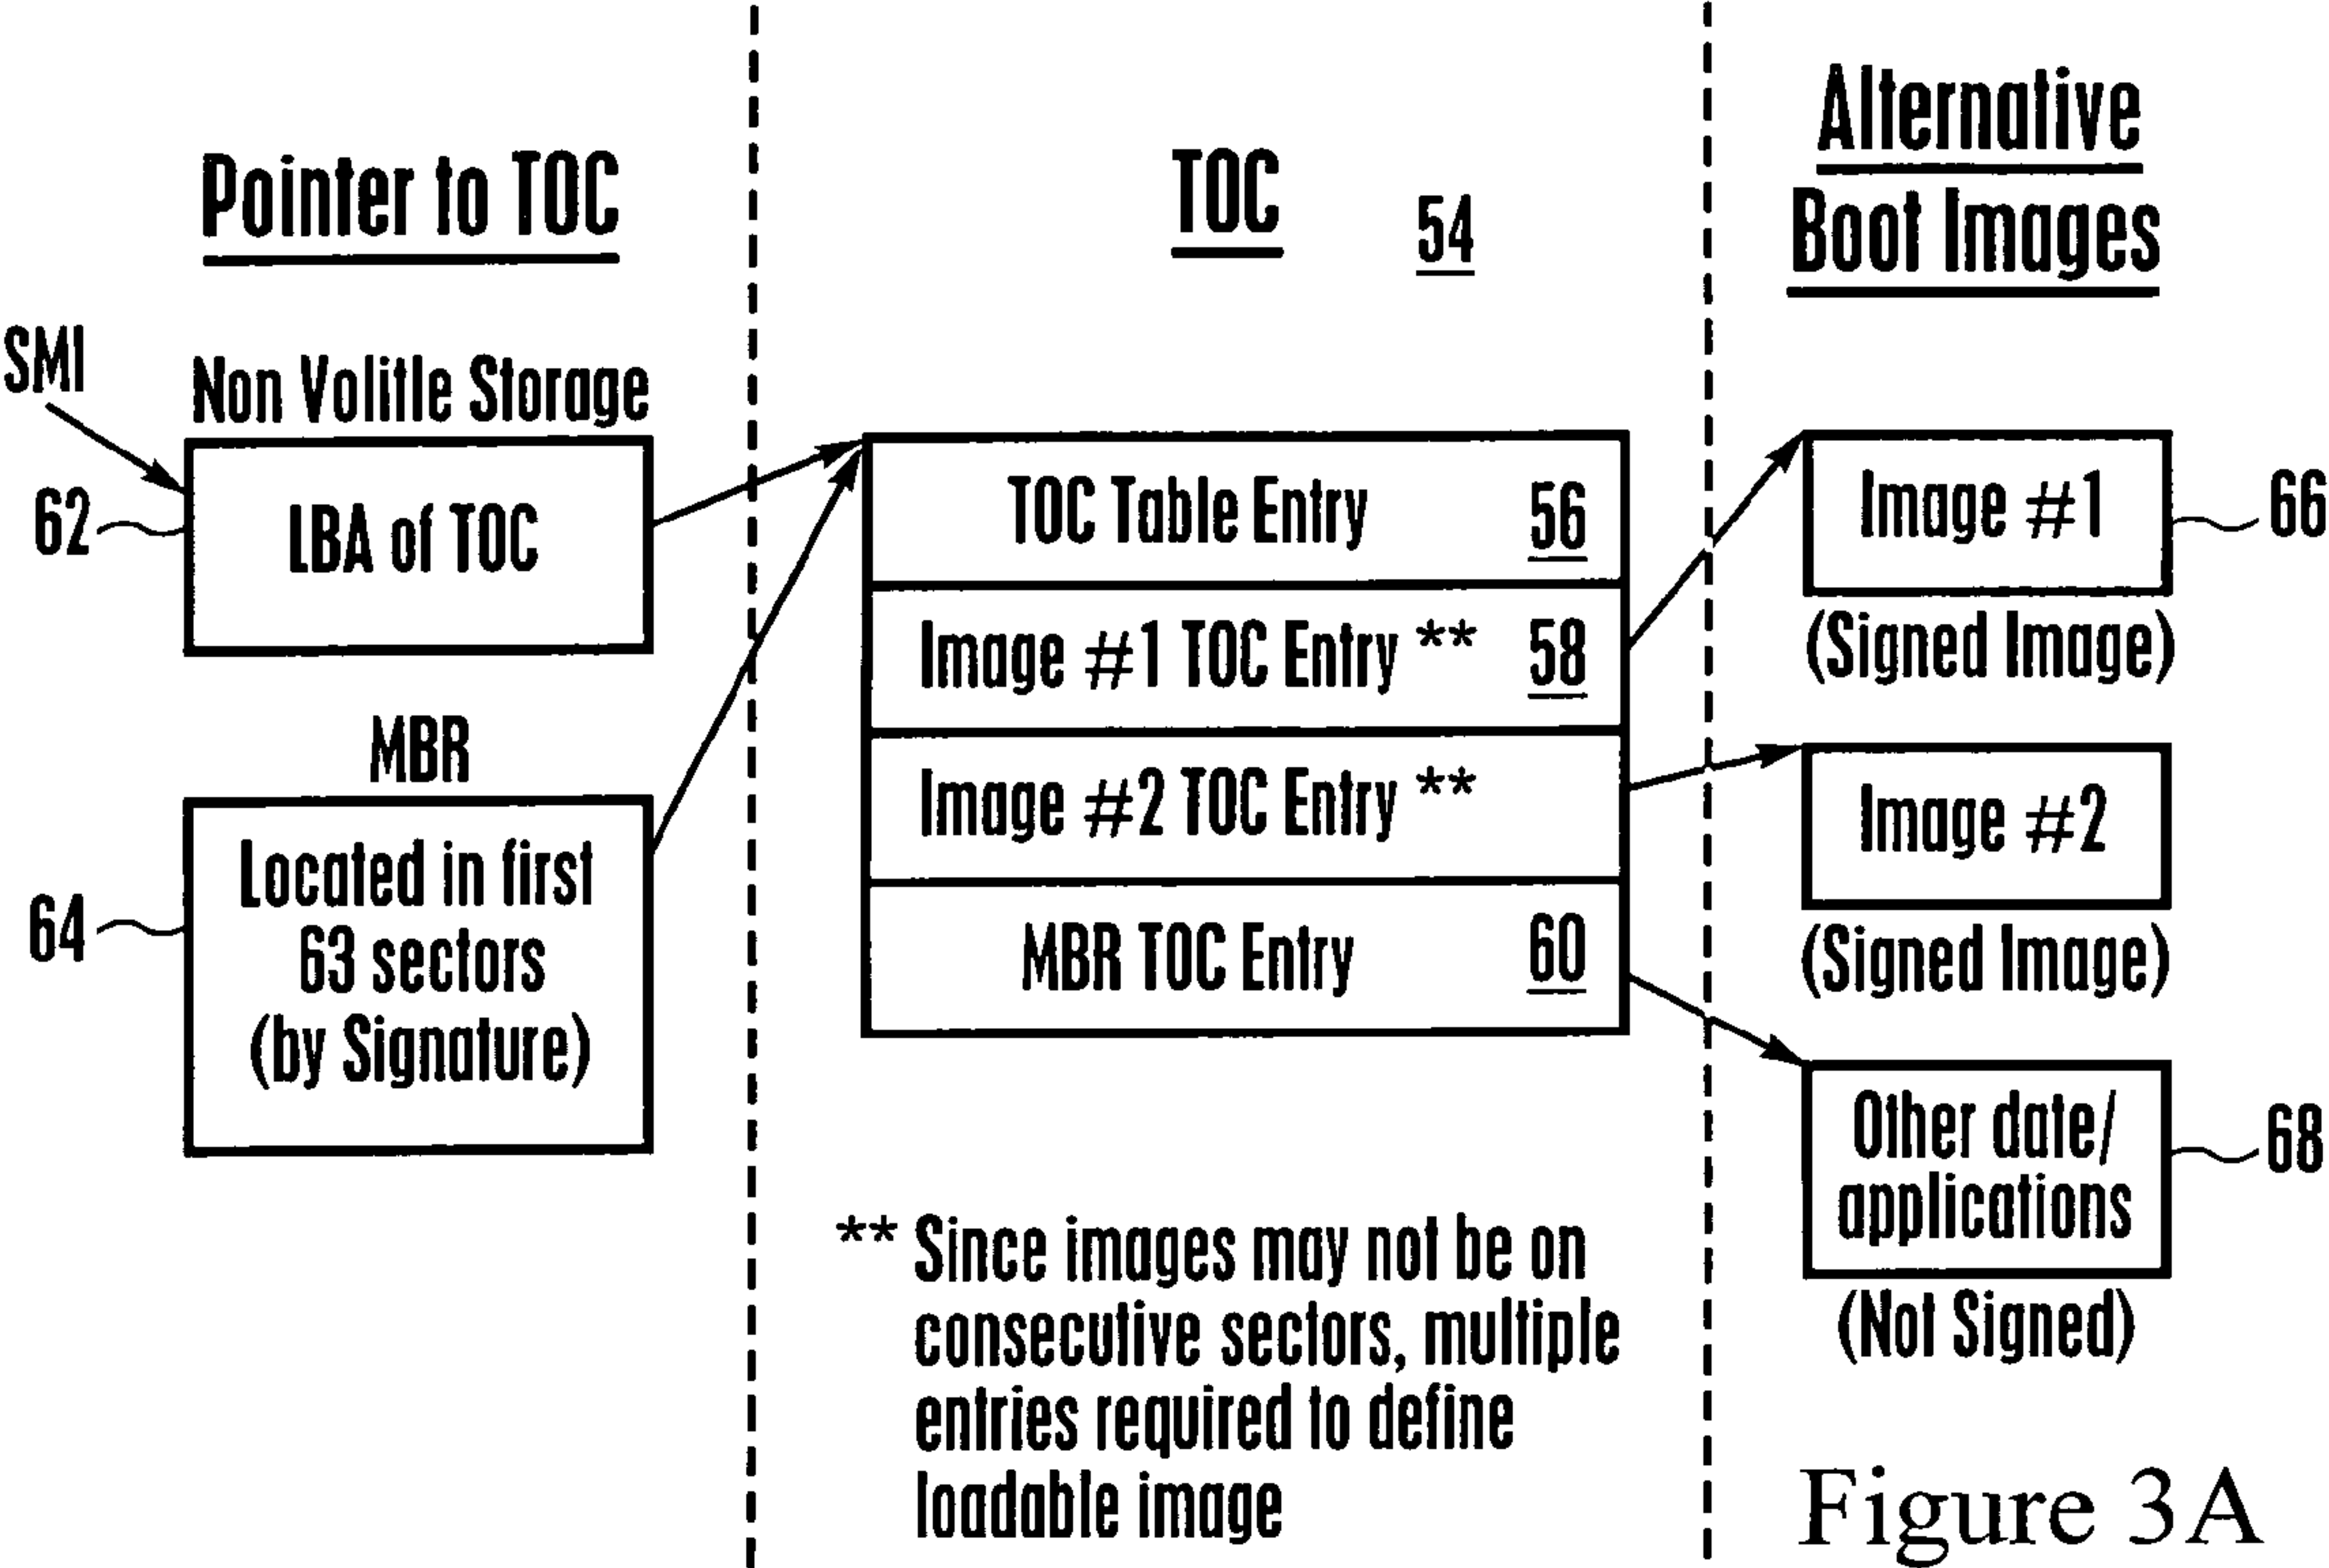 Pointer to TOC
SMI
Non Volitle Storage
LBA of TOC
62
MBR
Located in first
63 sectors
(by Signature)
64
TOC
54
TOC Table Entry 56
Image #1 TOC Entry ** 58
Image #2 TOC Entry **
MBR TOC Entry 60
** Since images may not be on
consecutive sectors, multiple
entries required to define
loadable image
Alternative
Boot Images
Image #1
66
(Signed Image)
Image #2
(Signed Image)
Other date/
applications
68
(Not Signed)
Figure 3A